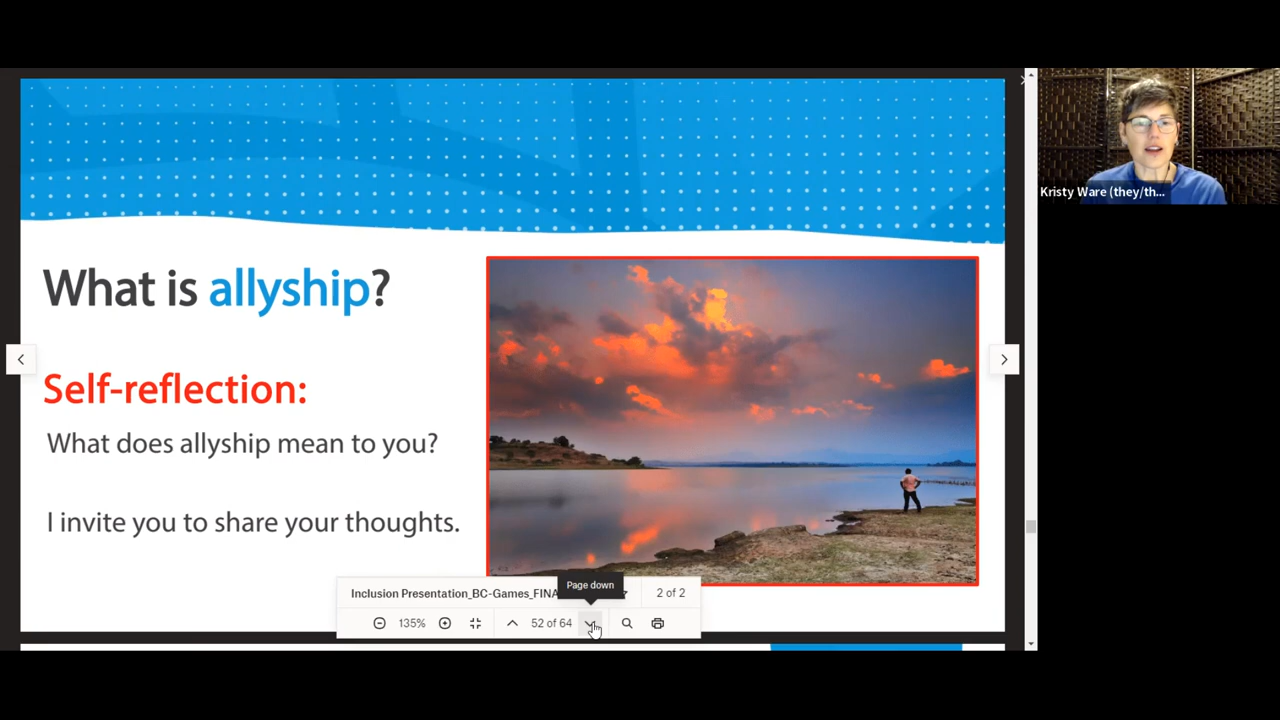 What is allyship?
Self-reflection:
What does allyship mean to you?
I invite you to share your thoughts.
Kristy Ware (they/th...
Page down
Inclusion Presentation_BC-Games_FINA
2 of 2
135%
52 of 64